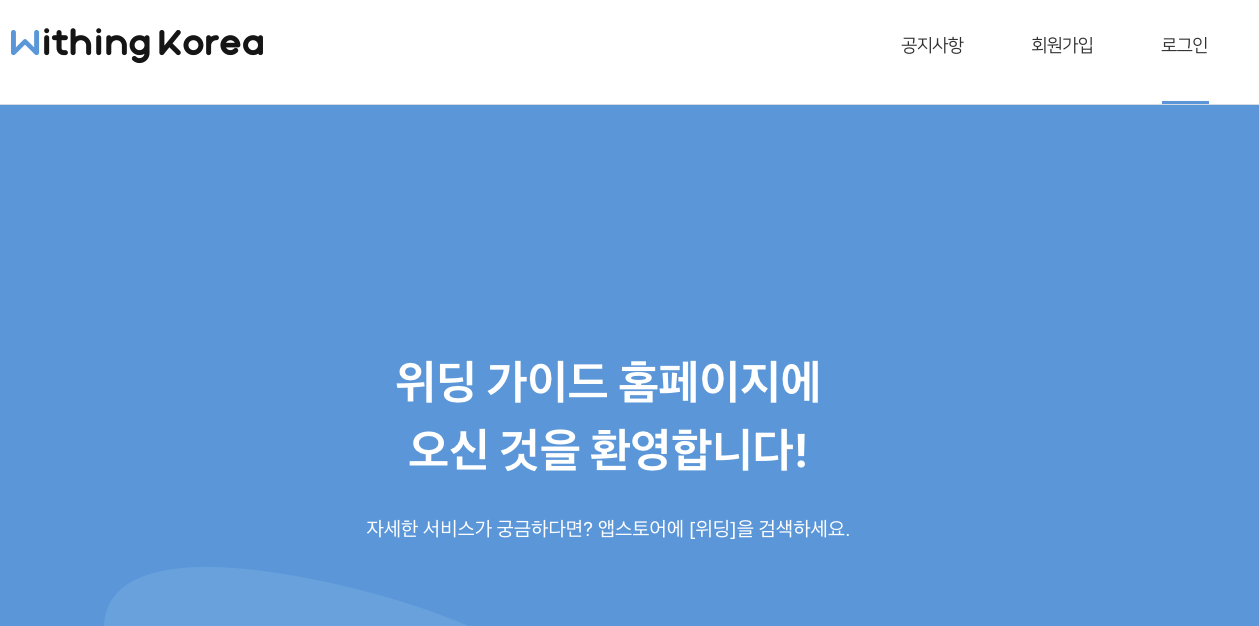 Withing Korea
공지사항 회원가입 로그인
위딩 가이드 홈페이지에
오신 것을 환영합니다!
자세한 서비스가 궁금하다면? 앱스토어에 [위딩]을 검색하세요.